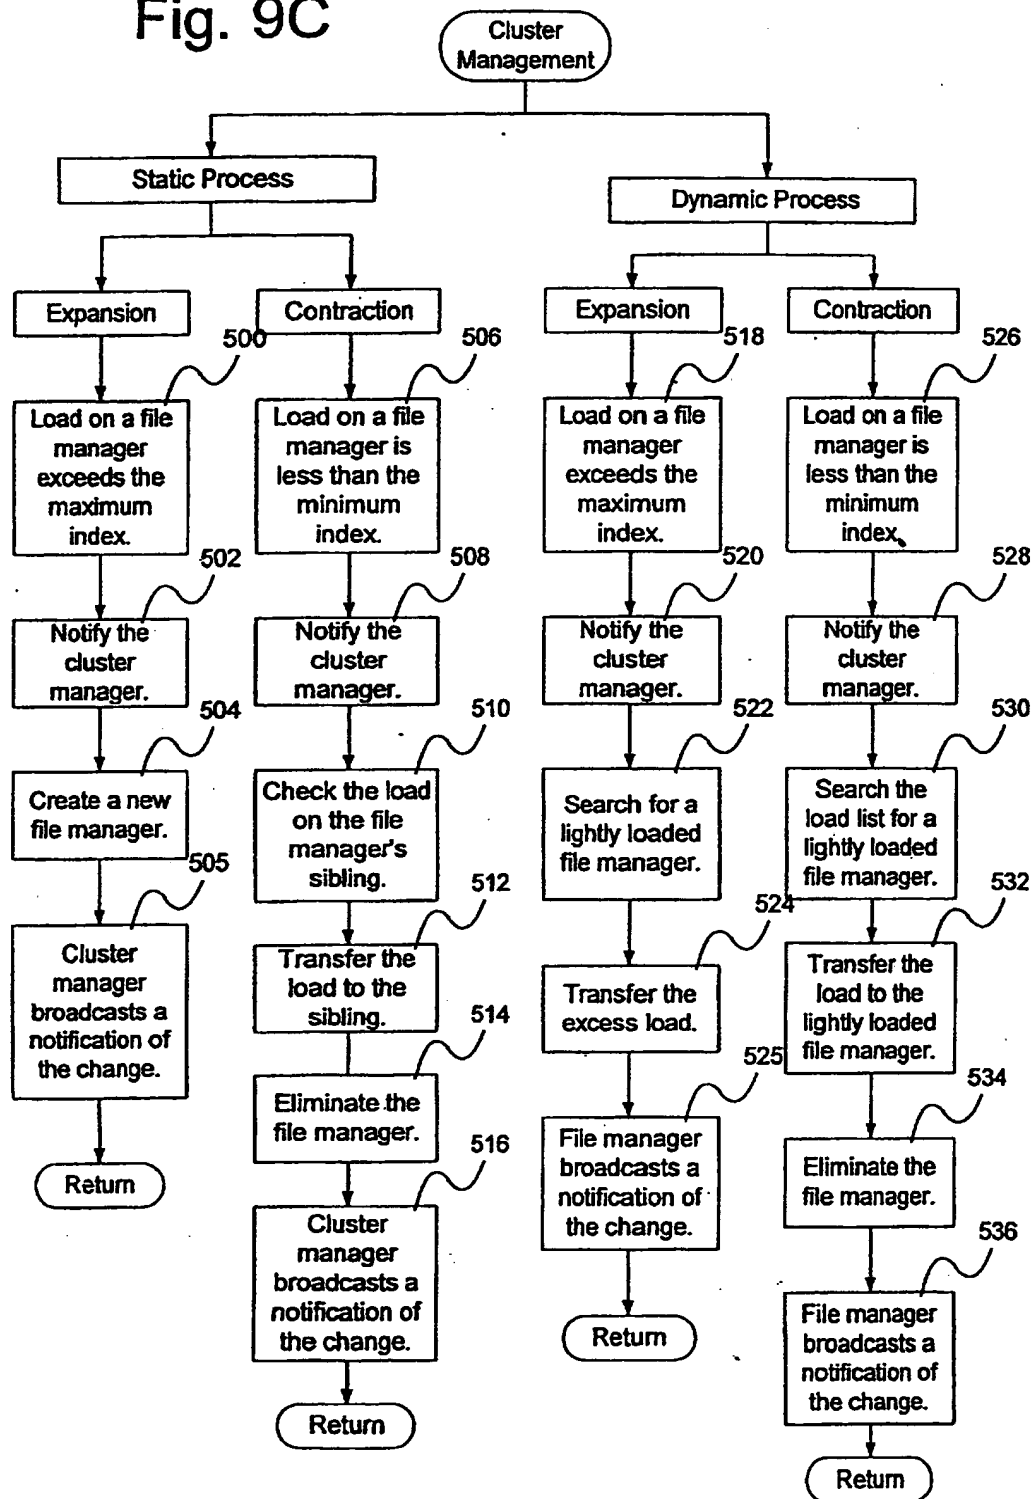 Fig. 9C
Cluster
Management
Static Process
Dynamic Process
Expansion
500
Load on a file
manager
exceeds the
maximum
index.
502
Notify the
cluster
manager.
504
Create a new
file manager.
505
Cluster
manager
broadcasts a
notification of
the change.
Return
Contraction
506
Load on a file
manager is
less than the
minimum
index.
508
Notify the
cluster
manager.
510
Check the load
on the file
manager's
sibling.
512
Transfer the
load to the
sibling.
514
Eliminate the
file manager.
516
Cluster
manager
broadcasts a
notification of
the change.
Return
Expansion
518
Load on a file
manager
exceeds the
maximum
index.
520
Notify the
cluster
manager.
522
Search for a
lightly loaded
file manager.
524
Transfer the
excess load.
525
File manager
broadcasts a
notification of
the change.
Return
Contraction
526
Load on a file
manager is
less than the
minimum
index.
528
Notify the
cluster
manager.
530
Search the
load list for a
lightly loaded
file manager.
532
Transfer the
load to the
lightly loaded
file manager.
534
Eliminate the
file manager.
536
File manager
broadcasts a
notification of
the change.
Return